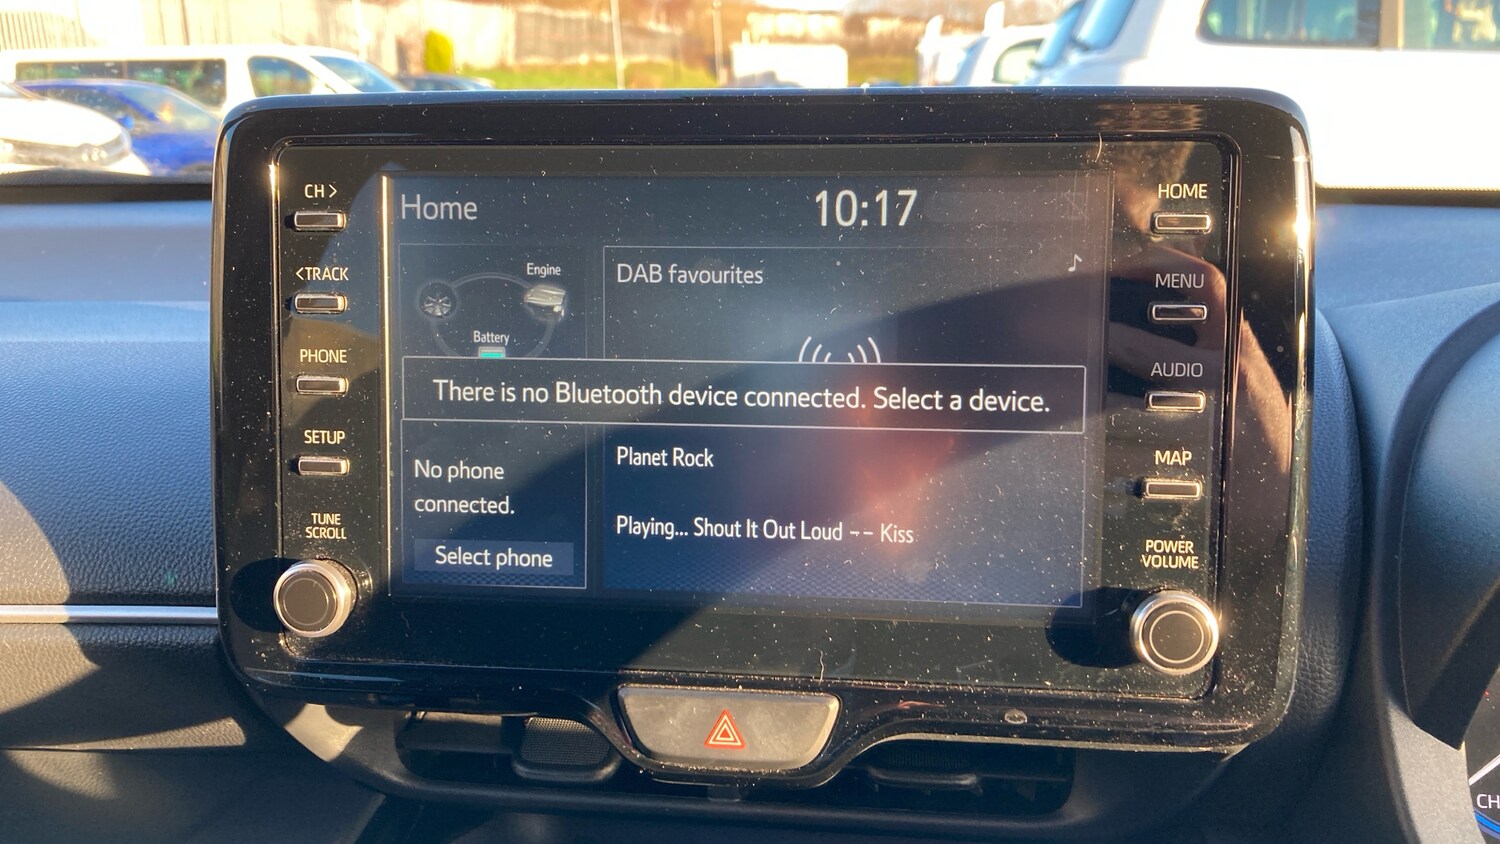 CH >
<TRACK
PHONE
SETUP
TUNE
SCROLL
Home
10:17
Engine
Battery
DAB favourites
There is no Bluetooth device connected. Select a device.
No phone
connected.
Select phone
Planet Rock
Playing... Shout It Out Loud -- Kiss
HOME
MENU
AUDIO
MAP
POWER
VOLUME
CH